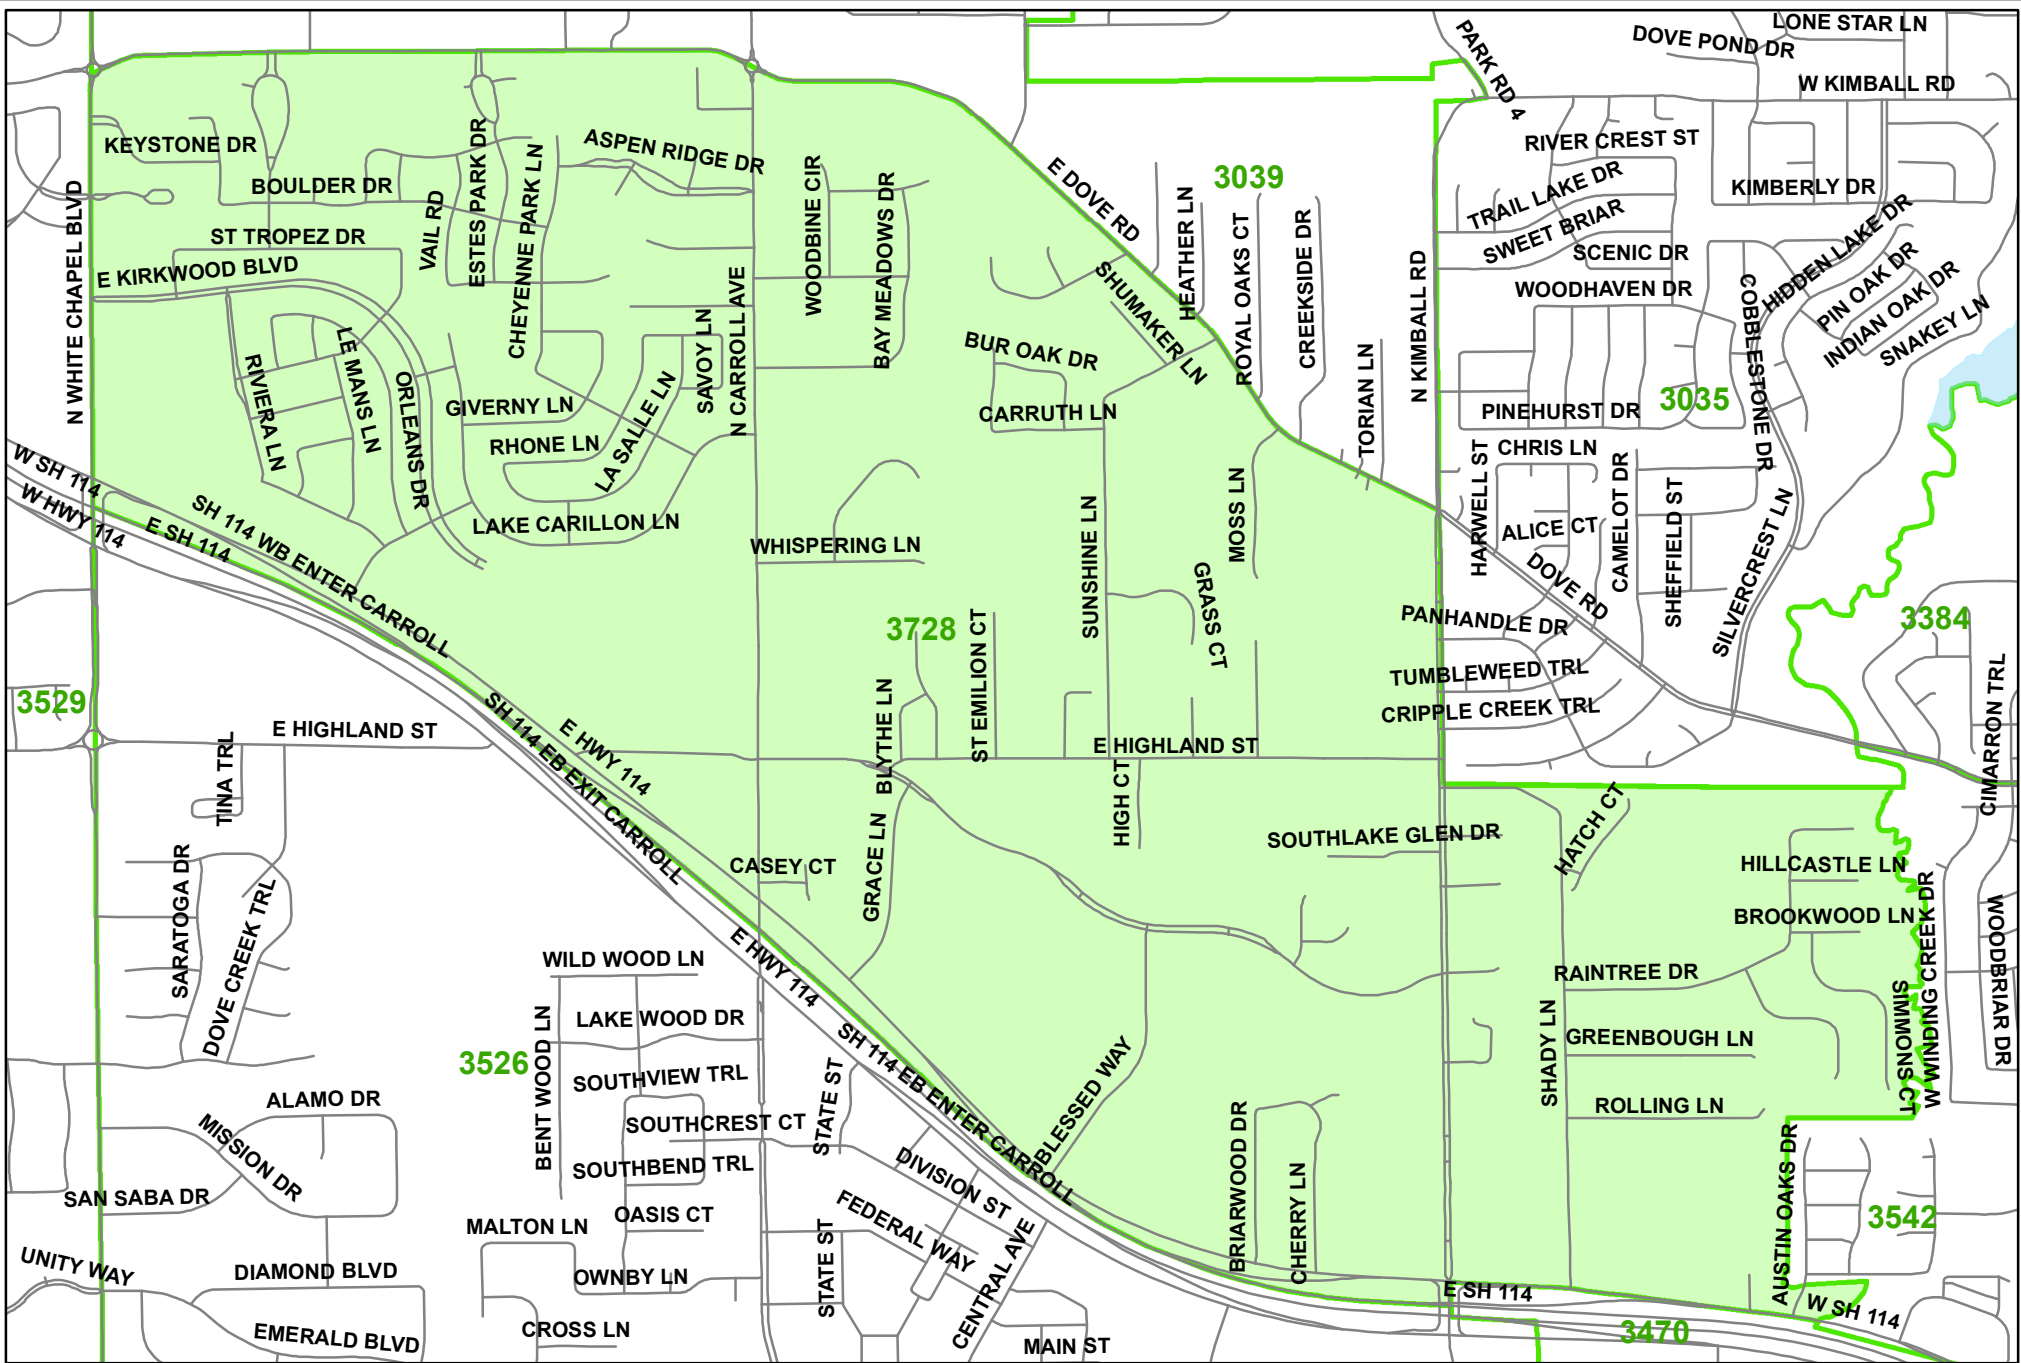 LONE STAR LN
DOVE POND DR
PARK RD 4
W KIMBALL RD
KEYSTONE DR
ASPEN RIDGE DR
RIVER CREST ST
BOULDER DR
ESTES PARK DR
CHEYENNE PARK LN
WOODBINE CIR
BAY MEADOWS DR
E DOVE RD
3039
TRAIL LAKE DR
KIMBERLY DR
N WHITE CHAPEL BLVD
VAIL RD
ST TROPEZ DR
E KIRKWOOD BLVD
HEATHER LN
ROYAL OAKS CT
CREEKSIDE DR
SWEET BRIAR
SCENIC DR
HIDDEN LAKE DR
PIN OAK DR
INDIAN OAK DR
SNAKEY LN
WOODHAVEN DR
COBBLESTONE DR
N KIMBALL RD
SHUMAKER LN
BUR OAK DR
N CARROLL AVE
SAVOY LN
RIVIERA LN
LE MANS LN
ORLEANS DR
GIVERNY LN
RHONE LN
LA SALLE LN
CARRUTH LN
TORIAN LN
PINEHURST DR
3035
CHRIS LN
HARWELL ST
CAMELOT DR
SHEFFIELD ST
SILVERCREST LN
ALICE CT
W SH 114
W HWY 114
E SH 114
SH 114 WB ENTER CARROLL
LAKE CARILLON LN
WHISPERING LN
SUNSHINE LN
MOSS LN
GRASS CT
DOVE RD
PANHANDLE DR
3384
3728
ST EMILION CT
TUMBLEWEED TRL
CRIPPLE CREEK TRL
CIMARRON TRL
3529
E HIGHLAND ST
SH 114 EB EXIT CARROLL
E HWY 114
BLYTHE LN
E HIGHLAND ST
TINA TRL
HIGH CT
HATCH CT
SOUTHLAKE GLEN DR
CASEY CT
GRACE LN
HILLCASTLE LN
BROOKWOOD LN
SARATOGA DR
DOVE CREEK TRL
E HWY 114
WILD WOOD LN
RAINTREE DR
WOODBRIAR DR
W WINDING CREEK DR
SIMMONS CT
LAKE WOOD DR
BENT WOOD LN
SH 114 EB ENTER CARROLL
GREENBOUGH LN
SHADY LN
3526
SOUTHVIEW TRL
STATE ST
BLESSED WAY
ALAMO DR
SOUTHCREST CT
ROLLING LN
MISSION DR
SOUTHBEND TRL
DIVISION ST
BRIARWOOD DR
CHERRY LN
AUSTIN OAKS DR
SAN SABA DR
MALTON LN
OASIS CT
FEDERAL WAY
3542
UNITY WAY
DIAMOND BLVD
OWNBY LN
STATE ST
CENTRAL AVE
E SH 114
W SH 114
EMERALD BLVD
CROSS LN
MAIN ST
3470